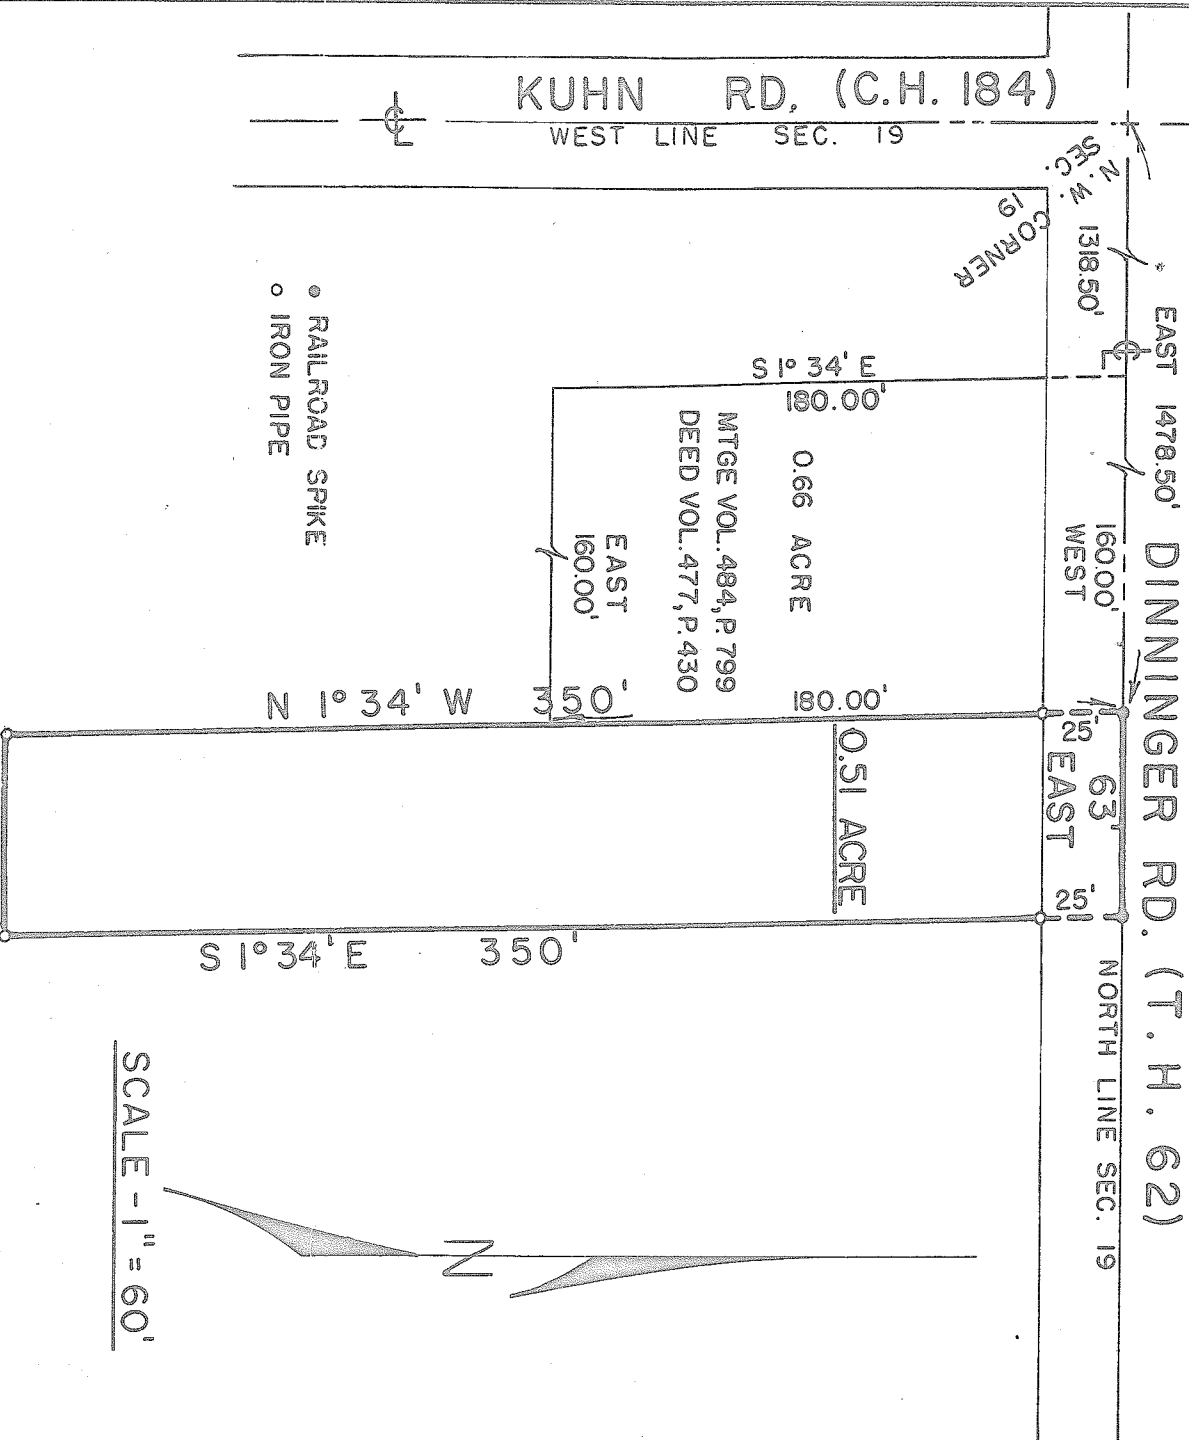 KUHN RD. (C.H. 184)
WEST LINE SEC. 19
N. W. CORNER
SEC. 19
1318.50'
EAST 1478.50'
DINNINGER RD. (T. H. 62)
160.00'
WEST
S 1° 34' E
180.00'
0.66 ACRE
MTGE VOL. 484, P. 799
DEED VOL. 477, P. 430
EAST
160.00'
• RAILROAD SPIKE
○ IRON PIPE
N 1° 34' W 350'
180.00'
25'
63'
EAST
25'
0.51 ACRE
S 1° 34' E 350'
NORTH LINE SEC. 19
N
SCALE - 1" = 60'